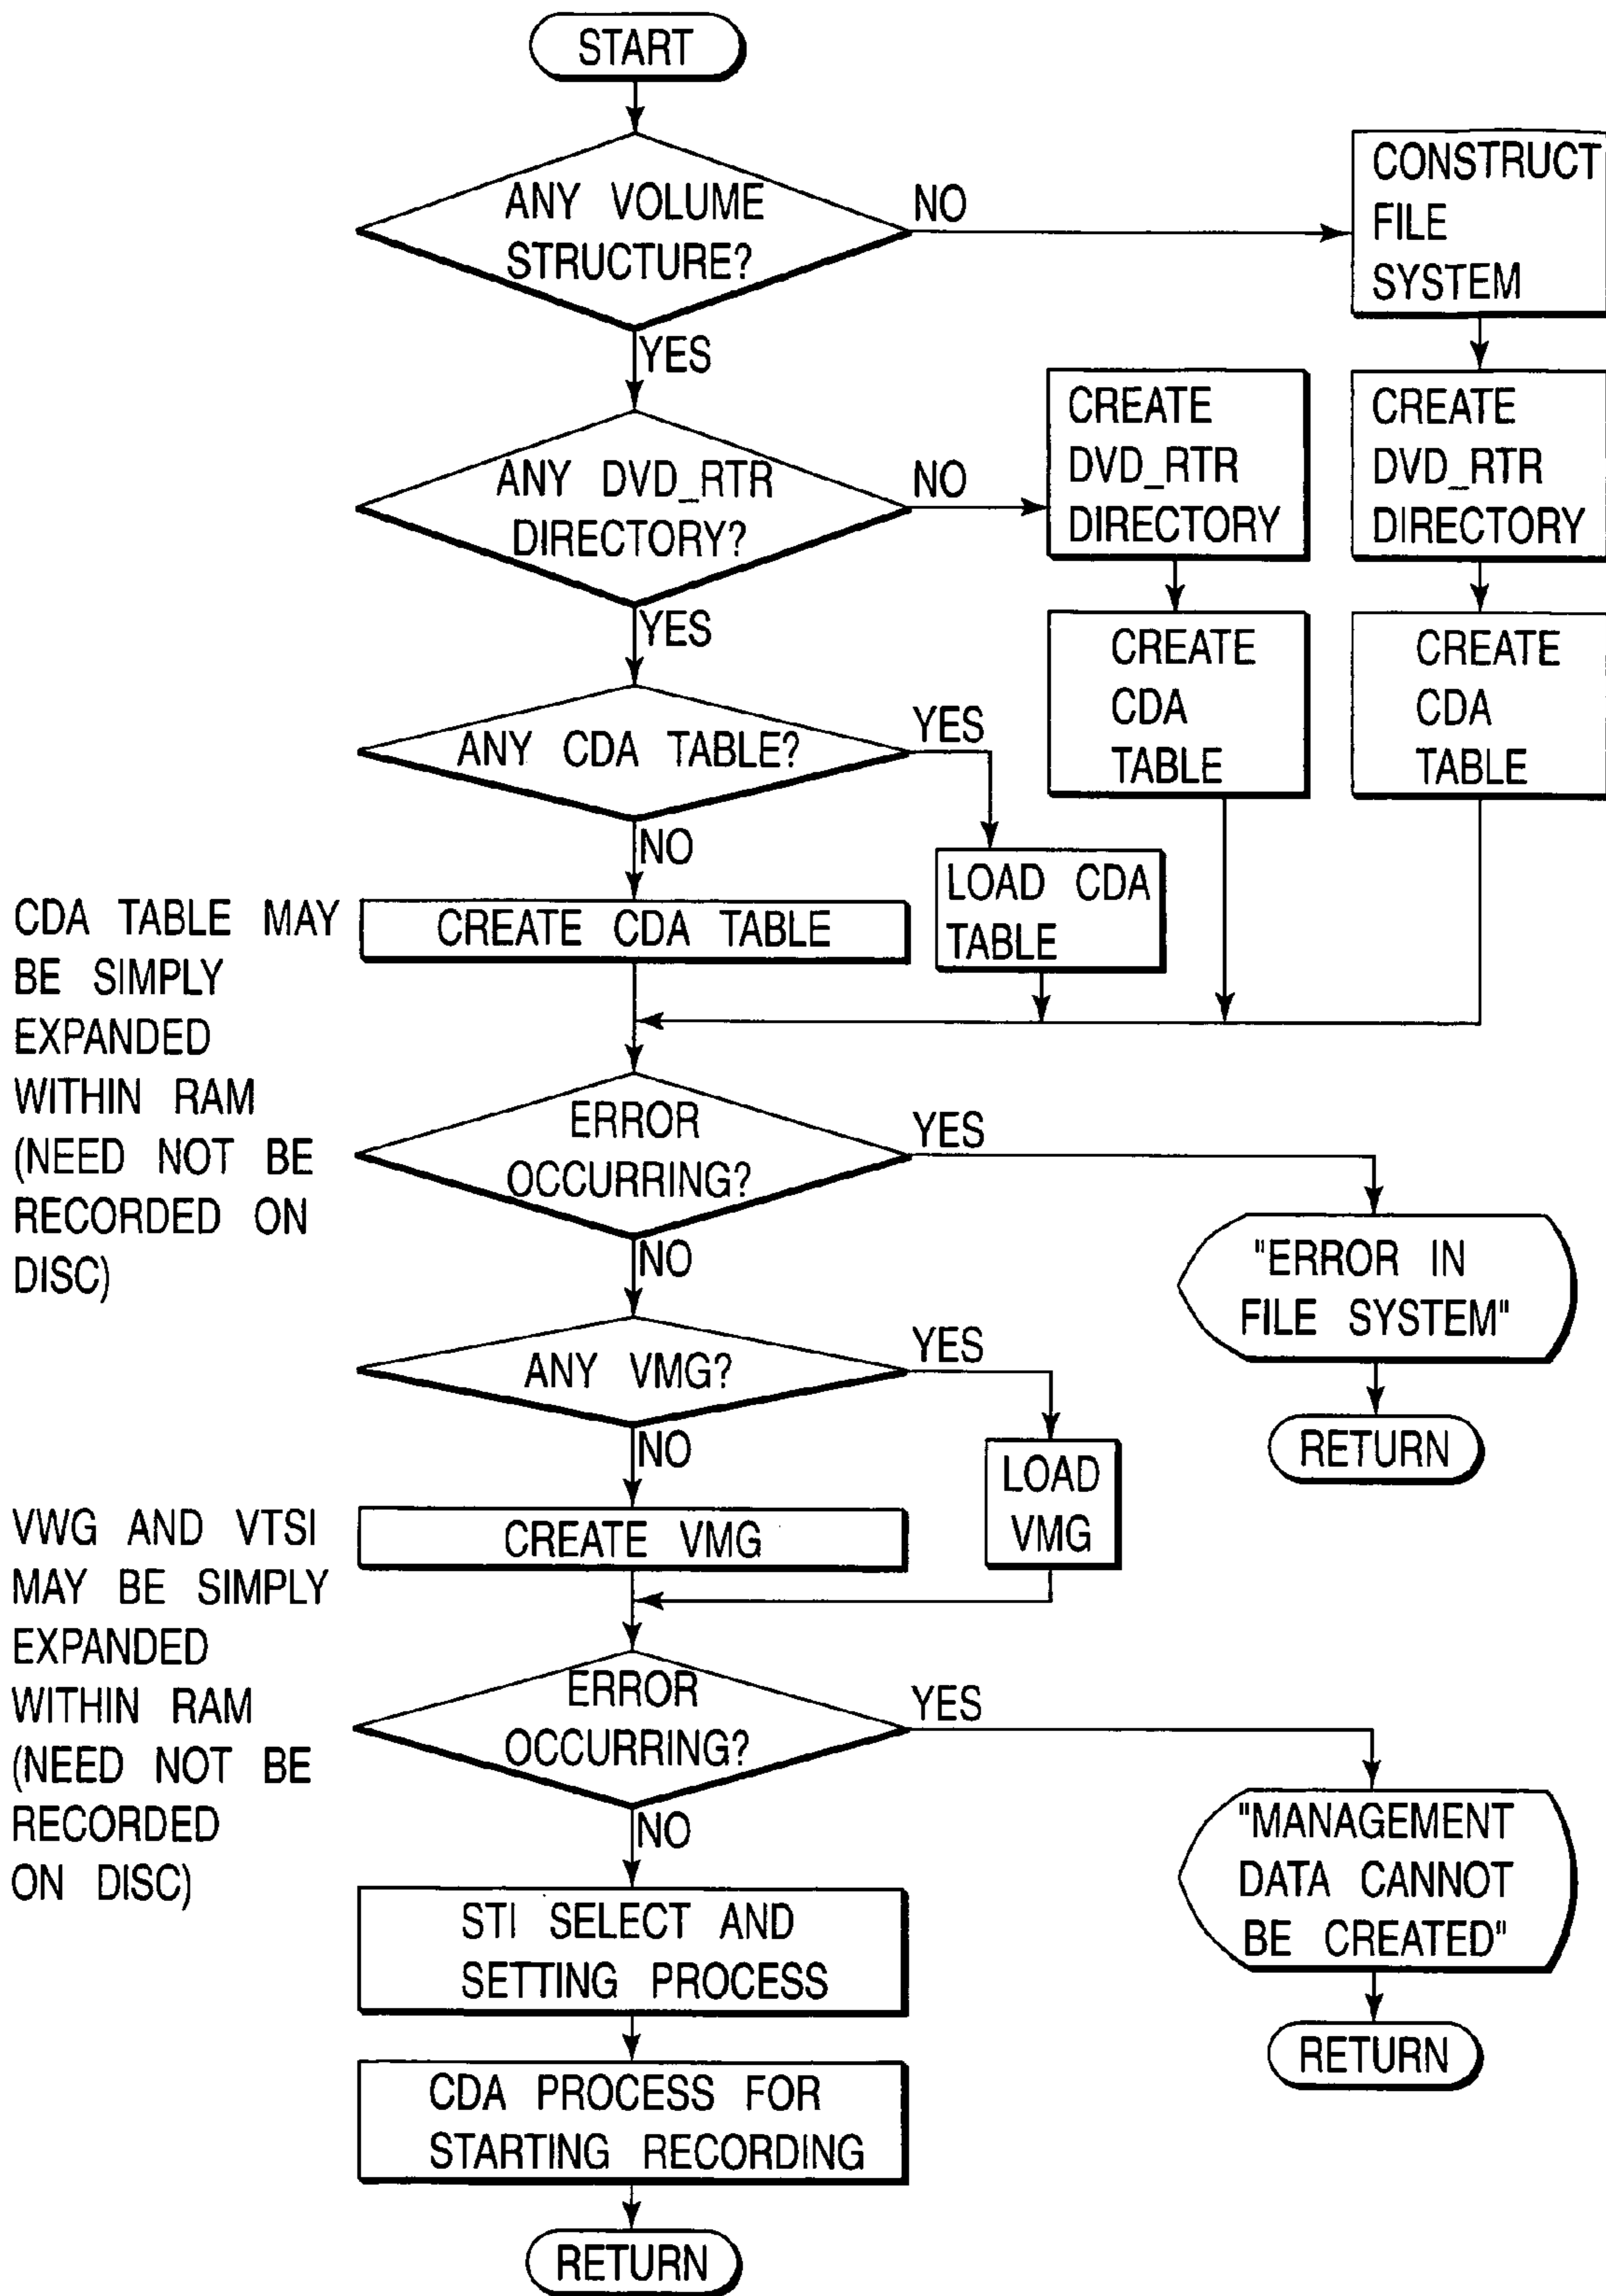 START
ANY VOLUME
STRUCTURE?
NO
CONSTRUCT
FILE
SYSTEM
YES
ANY DVD_RTR
DIRECTORY?
NO
CREATE
DVD_RTR
DIRECTORY
CREATE
DVD_RTR
DIRECTORY
YES
ANY CDA TABLE?
YES
CREATE
CDA
TABLE
CREATE
CDA
TABLE
NO
LOAD CDA
TABLE
CREATE CDA TABLE
CDA TABLE MAY
BE SIMPLY
EXPANDED
WITHIN RAM
(NEED NOT BE
RECORDED ON
DISC)
ERROR
OCCURRING?
YES
"ERROR IN
FILE SYSTEM"
RETURN
NO
ANY VMG?
YES
LOAD
VMG
NO
CREATE VMG
VWG AND VTSI
MAY BE SIMPLY
EXPANDED
WITHIN RAM
(NEED NOT BE
RECORDED
ON DISC)
ERROR
OCCURRING?
YES
"MANAGEMENT
DATA CANNOT
BE CREATED"
RETURN
NO
STI SELECT AND
SETTING PROCESS
CDA PROCESS FOR
STARTING RECORDING
RETURN